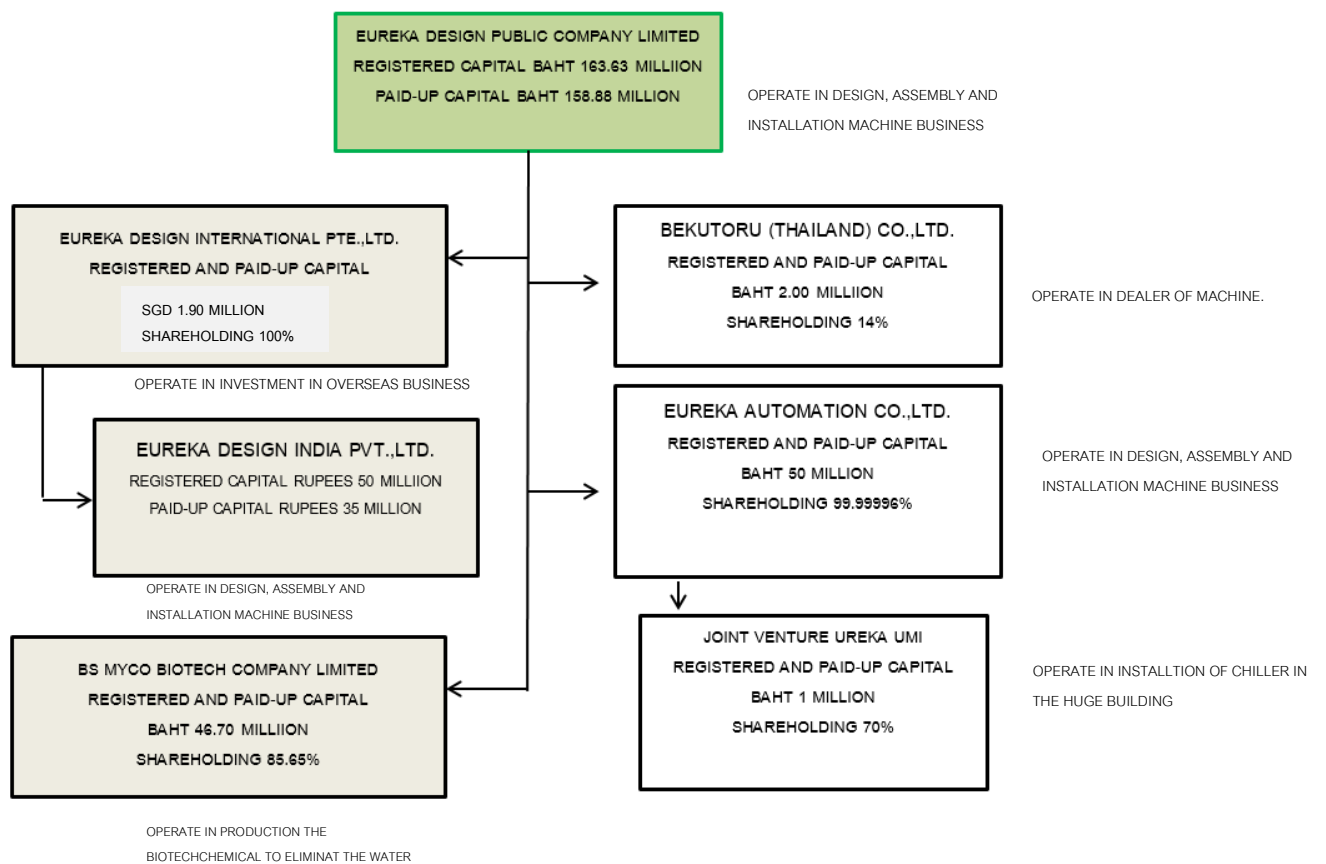 EUREKA DESIGN PUBLIC COMPANY LIMITED
REGISTERED CAPITAL BAHT 163.63 MILLIION
PAID-UP CAPITAL BAHT 158.88 MILLION
OPERATE IN DESIGN, ASSEMBLY AND
INSTALLATION MACHINE BUSINESS
EUREKA DESIGN INTERNATIONAL PTE.,LTD.
REGISTERED AND PAID-UP CAPITAL
SGD 1.90 MILLION
SHAREHOLDING 100%
OPERATE IN INVESTMENT IN OVERSEAS BUSINESS
BEKUTORU (THAILAND) CO.,LTD.
REGISTERED AND PAID-UP CAPITAL
BAHT 2.00 MILLIION
SHAREHOLDING 14%
OPERATE IN DEALER OF MACHINE.
EUREKA DESIGN INDIA PVT.,LTD.
REGISTERED CAPITAL RUPEES 50 MILLIION
PAID-UP CAPITAL RUPEES 35 MILLION
OPERATE IN DESIGN, ASSEMBLY AND
INSTALLATION MACHINE BUSINESS
EUREKA AUTOMATION CO.,LTD.
REGISTERED AND PAID-UP CAPITAL
BAHT 50 MILLION
SHAREHOLDING 99.99996%
OPERATE IN DESIGN, ASSEMBLY AND
INSTALLATION MACHINE BUSINESS
BS MYCO BIOTECH COMPANY LIMITED
REGISTERED AND PAID-UP CAPITAL
BAHT 46.70 MILLIION
SHAREHOLDING 85.65%
OPERATE IN PRODUCTION THE
BIOTECHCHEMICAL TO ELIMINAT THE WATER
JOINT VENTURE UREKA UMI
REGISTERED AND PAID-UP CAPITAL
BAHT 1 MILLION
SHAREHOLDING 70%
OPERATE IN INSTALLTION OF CHILLER IN
THE HUGE BUILDING